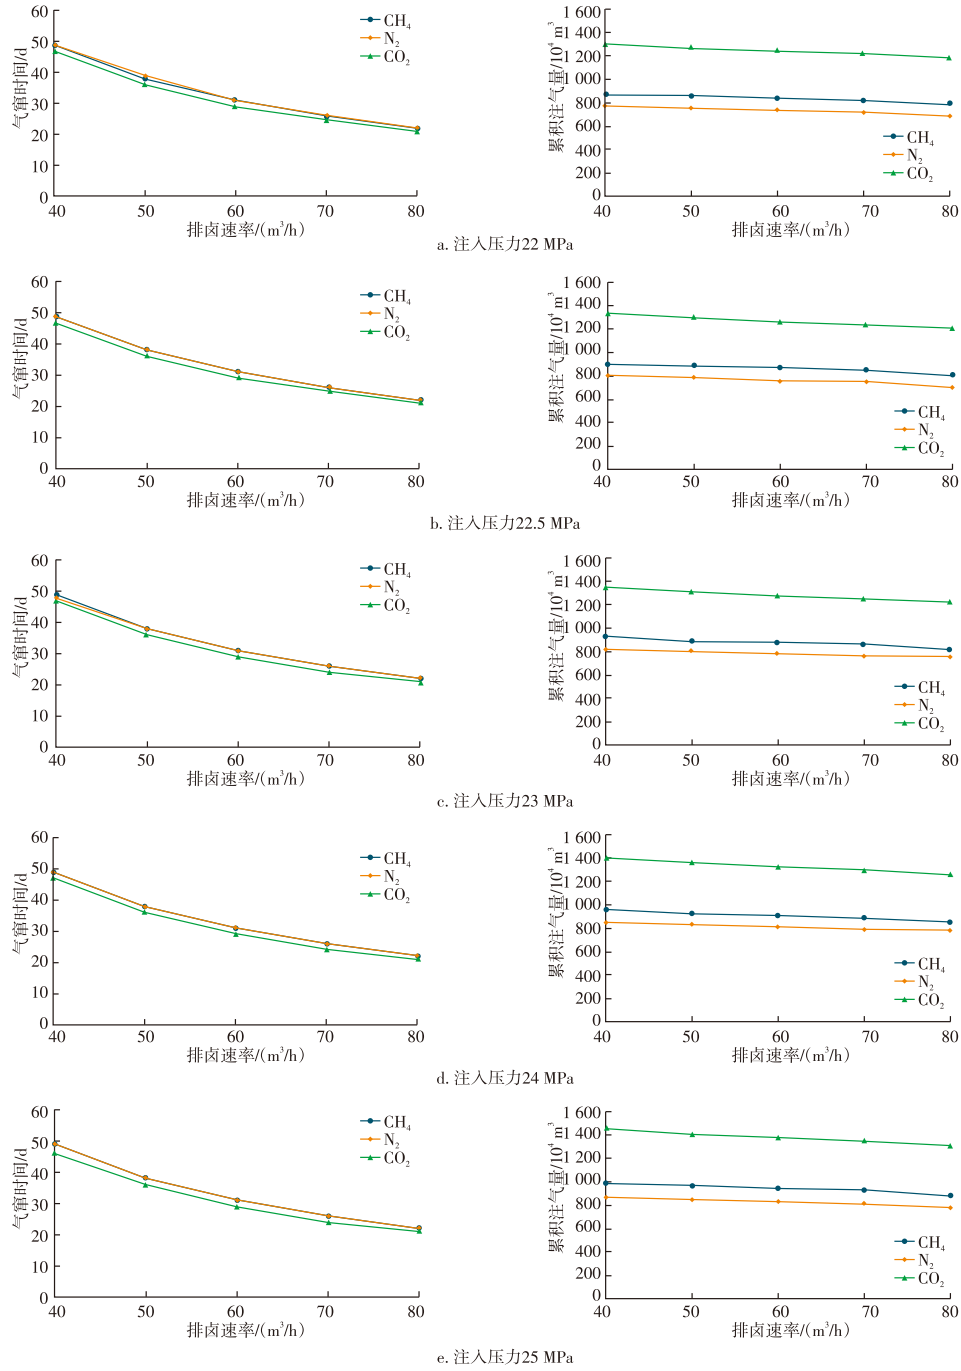 气窜时间/d
60
50
40
30
20
10
0
CH₄
N₂
CO₂
40 50 60 70 80
排卤速率/(m³/h)
累积注气量/10⁴ m³
1 600
1 400
1 200
1 000
800
600
400
200
0
CH₄
N₂
CO₂
40 50 60 70 80
排卤速率/(m³/h)
a. 注入压力22 MPa
气窜时间/d
60
50
40
30
20
10
0
CH₄
N₂
CO₂
40 50 60 70 80
排卤速率/(m³/h)
累积注气量/10⁴ m³
1 600
1 400
1 200
1 000
800
600
400
200
0
CH₄
N₂
CO₂
40 50 60 70 80
排卤速率/(m³/h)
b. 注入压力22.5 MPa
气窜时间/d
60
50
40
30
20
10
0
CH₄
N₂
CO₂
40 50 60 70 80
排卤速率/(m³/h)
累积注气量/10⁴ m³
1 600
1 400
1 200
1 000
800
600
400
200
0
CH₄
N₂
CO₂
40 50 60 70 80
排卤速率/(m³/h)
c. 注入压力23 MPa
气窜时间/d
60
50
40
30
20
10
0
CH₄
N₂
CO₂
40 50 60 70 80
排卤速率/(m³/h)
累积注气量/10⁴ m³
1 600
1 400
1 200
1 000
800
600
400
200
0
CH₄
N₂
CO₂
40 50 60 70 80
排卤速率/(m³/h)
d. 注入压力24 MPa
气窜时间/d
60
50
40
30
20
10
0
CH₄
N₂
CO₂
40 50 60 70 80
排卤速率/(m³/h)
累积注气量/10⁴ m³
1 600
1 400
1 200
1 000
800
600
400
200
0
CH₄
N₂
CO₂
40 50 60 70 80
排卤速率/(m³/h)
e. 注入压力25 MPa